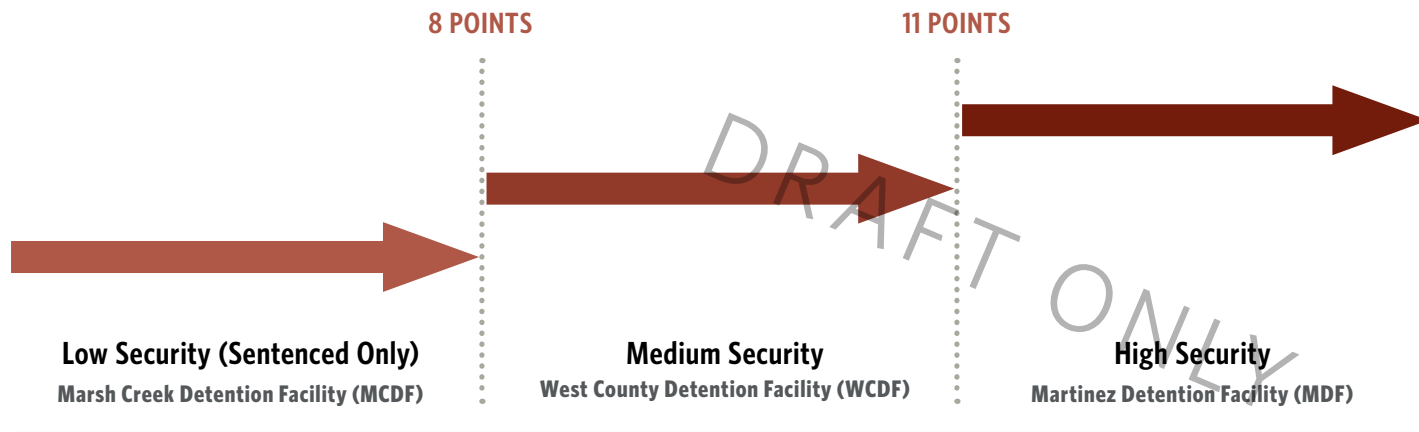 8 POINTS
11 POINTS
DRAFT ONLY
Low Security (Sentenced Only)
Marsh Creek Detention Facility (MCDF)
Medium Security
West County Detention Facility (WCDF)
High Security
Martinez Detention Facility (MDF)